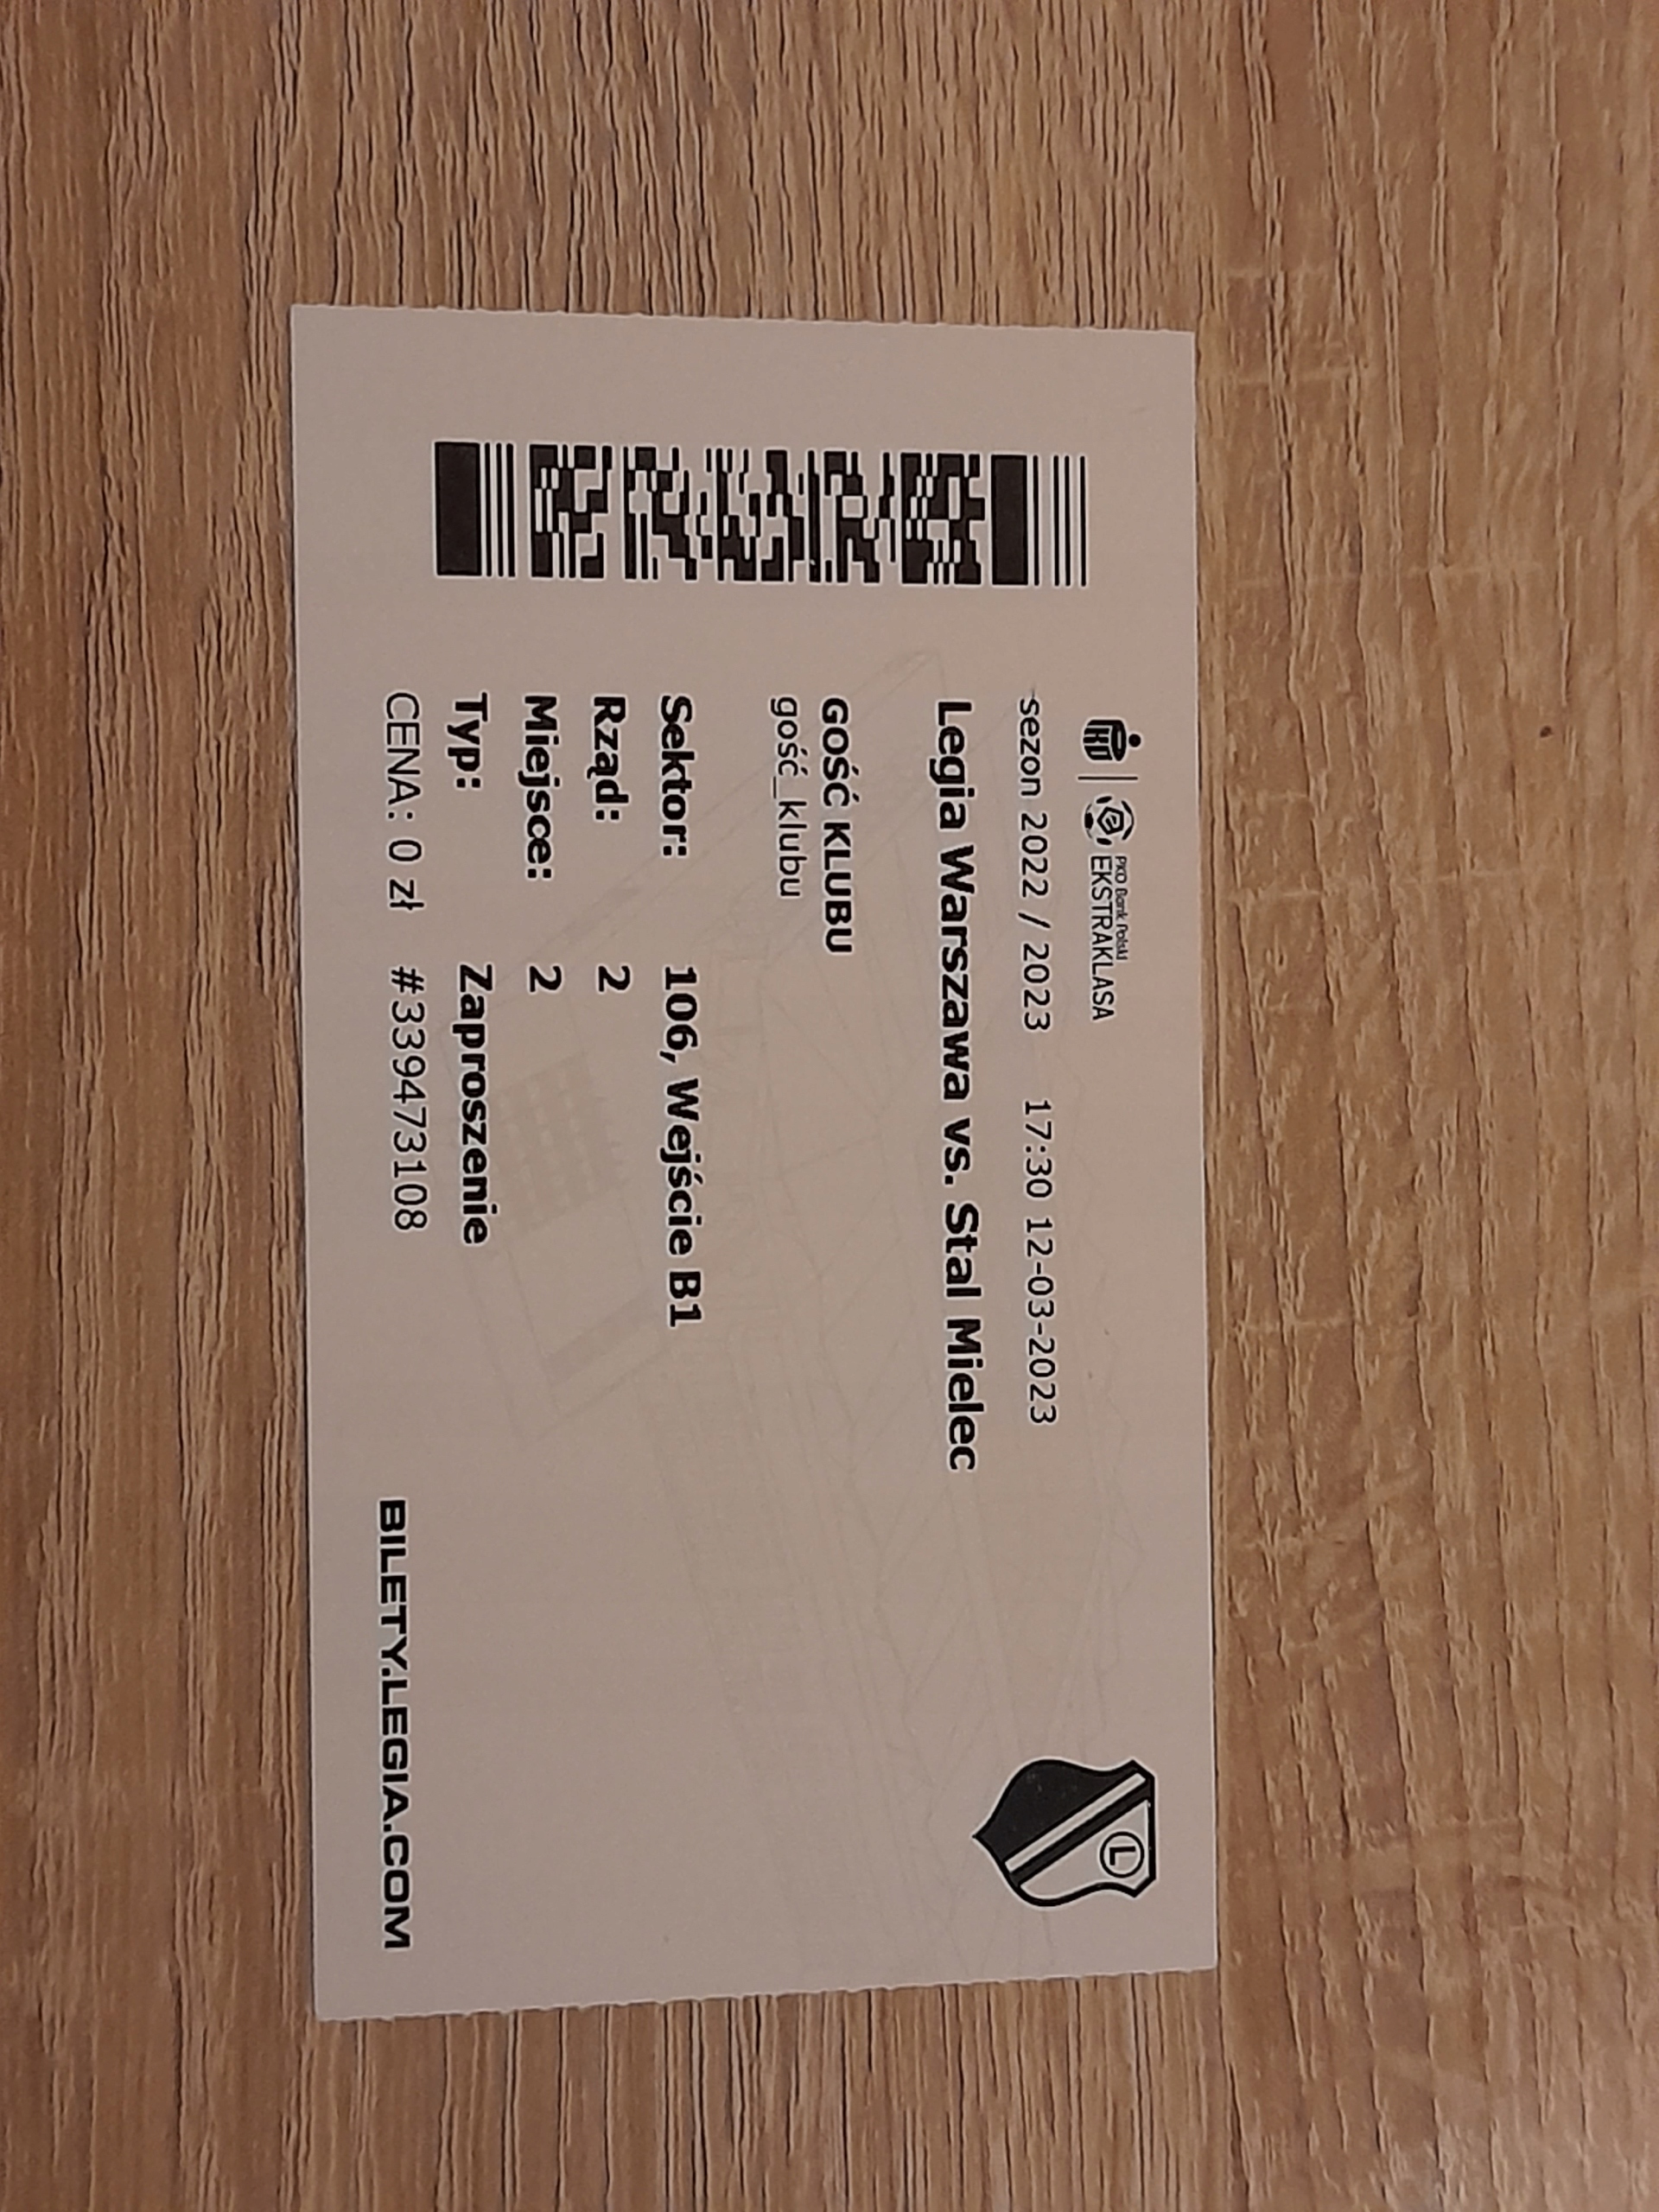 PKO
PKO Bank Polski
EKSTRAKLASA
sezon 2022 / 2023 17:30 12-03-2023
Legia Warszawa vs. Stal Mielec
GOŚĆ KLUBU
gość_klubu
Sektor: 106, Wejście B1
Rząd: 2
Miejsce: 2
Typ: Zaproszenie
CENA: 0 zł #339473108
BILETY.LEGIA.COM
L